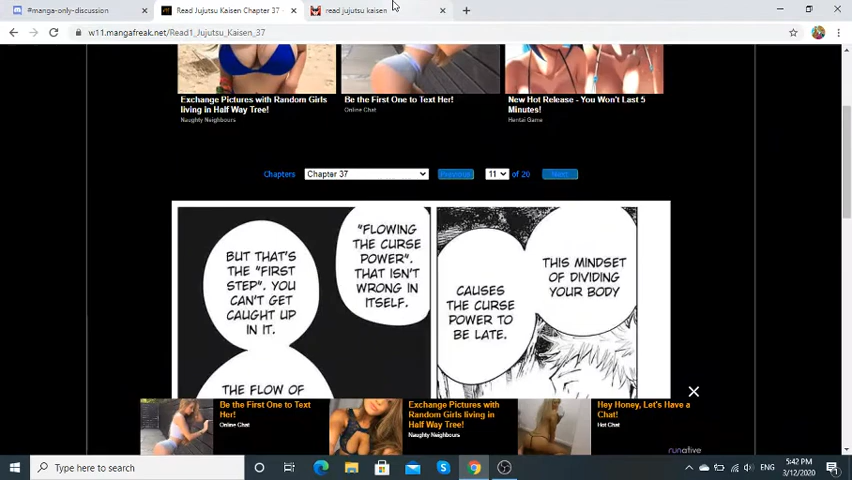 #manga-only-discussion
Read Jujutsu Kaisen Chapter 37 -
read jujutsu kaisen
w11.mangafreak.net/Read1_Jujutsu_Kaisen_37
Exchange Pictures with Random Girls
living in Half Way Tree!
Naughty Neighbours
Be the First One to Text Her!
Online Chat
New Hot Release - You Won't Last 5
Minutes!
Hentai Game
Chapters
Chapter 37
Previous
11
of 20
Next
THIS MINDSET
OF DIVIDING
YOUR BODY
CAUSES
THE CURSE
POWER TO
BE LATE.
"FLOWING
THE CURSE
POWER".
THAT ISN'T
WRONG IN
ITSELF.
BUT THAT'S
THE "FIRST
STEP". YOU
CAN'T GET
CAUGHT UP
IN IT.
THE FLOW OF
Be the First One to Text
Her!
Online Chat
Exchange Pictures with
Random Girls living in Half
Way Tree!
Naughty Neighbours
Hey Honey, Let's Have a
Chat!
Hot Chat
runative
Type here to search
ENG
5:42 PM
3/12/2020